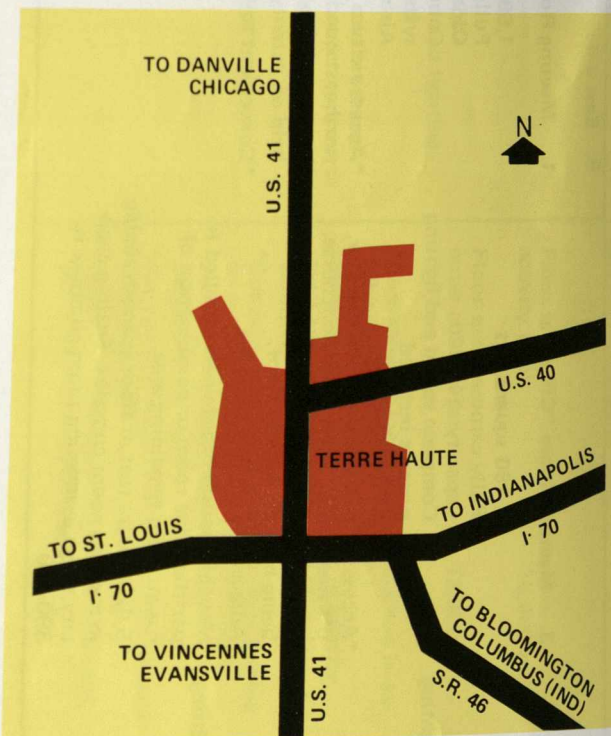 TO DANVILLE
CHICAGO
N
U.S. 41
U.S. 40
TERRE HAUTE
TO INDIANAPOLIS
I· 70
TO ST. LOUIS
I· 70
TO BLOOMINGTON
COLUMBUS (IND)
S.R. 46
TO VINCENNES
EVANSVILLE
U.S. 41